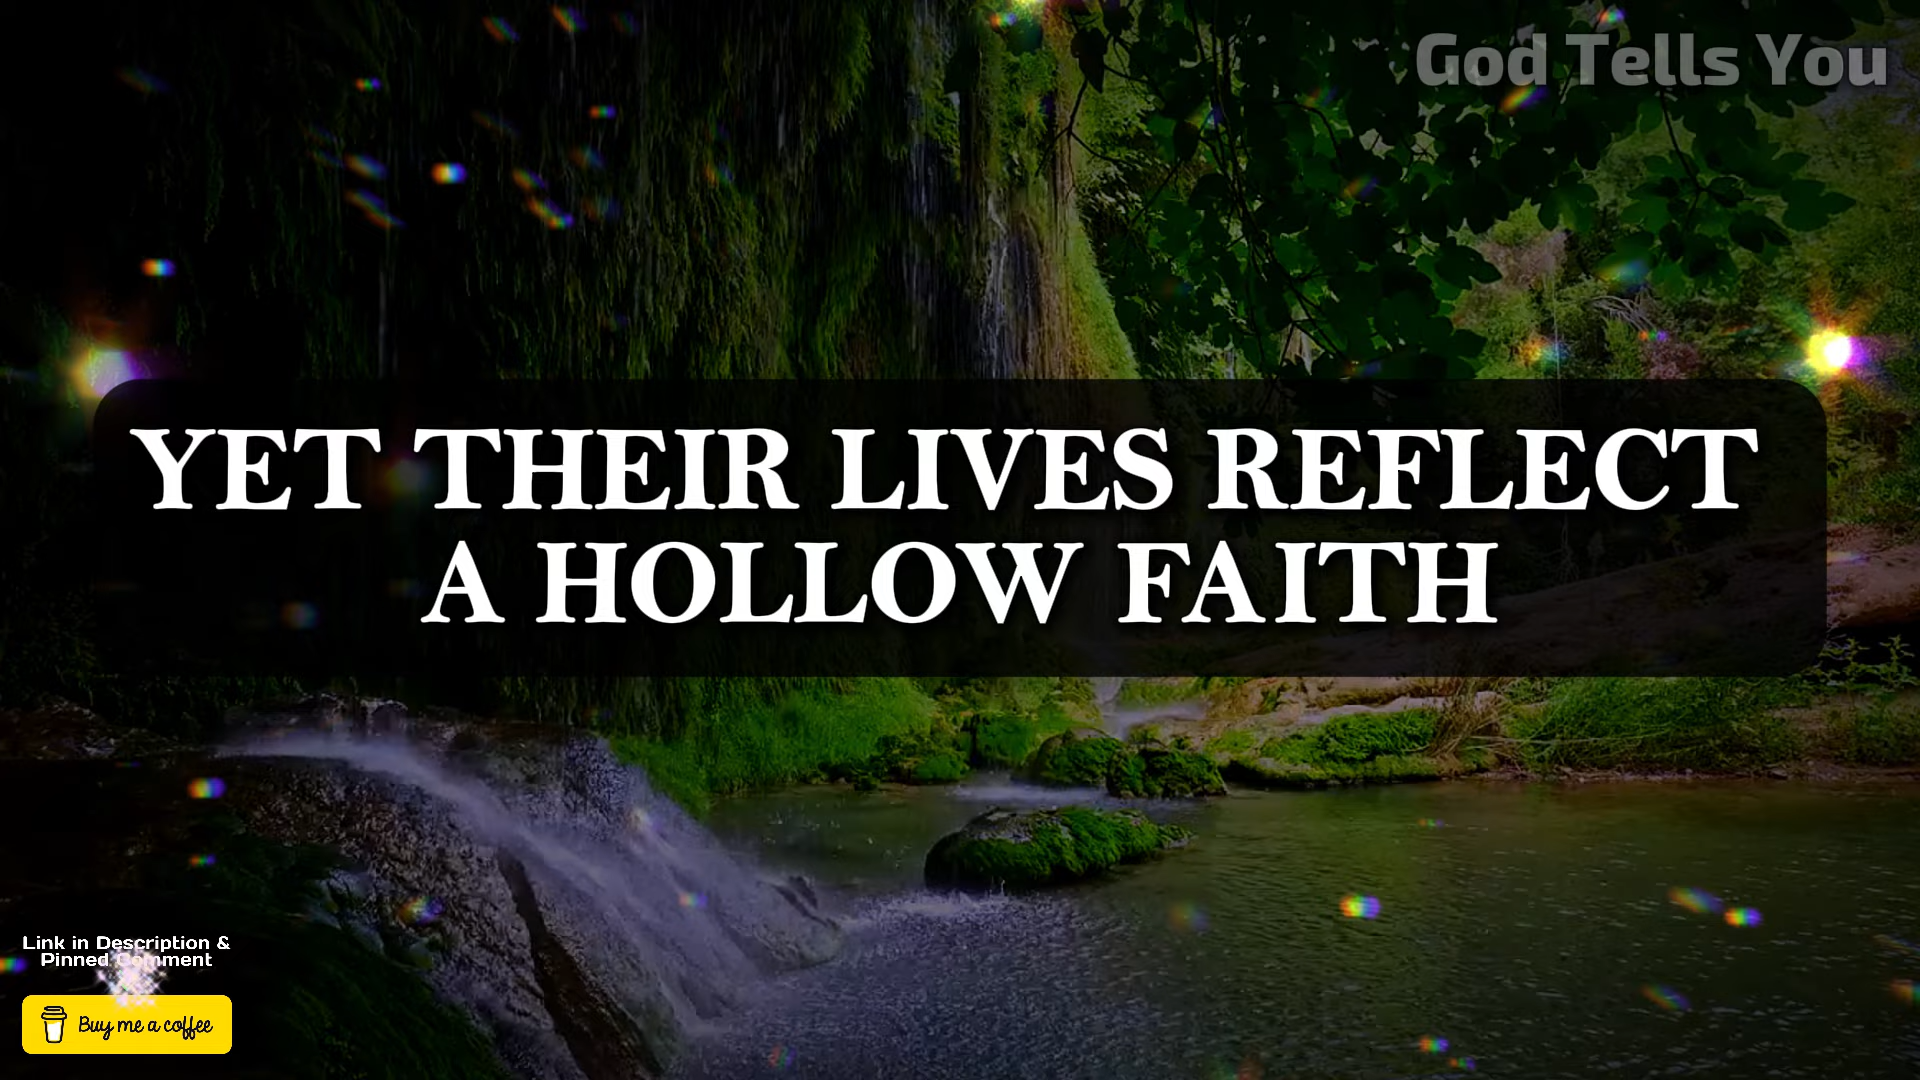 God Tells You
YET THEIR LIVES REFLECT
A HOLLOW FAITH
Link in Description &
Pinned Comment
Buy me a coffee